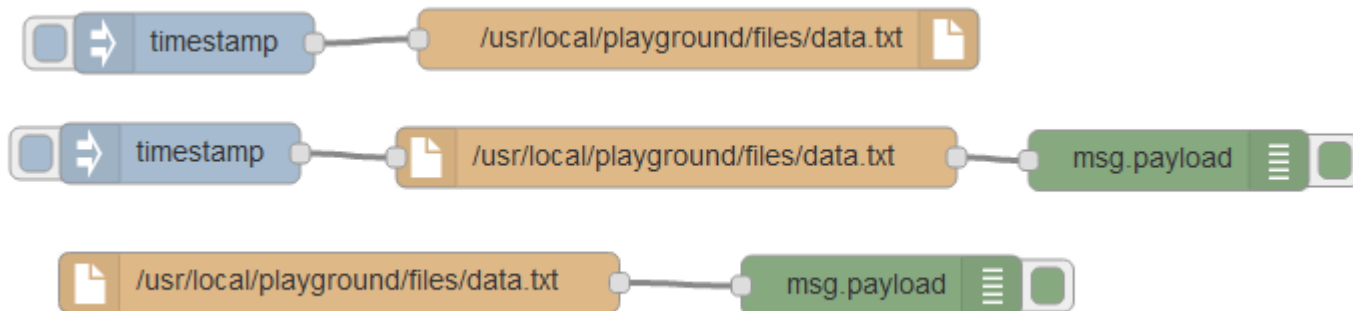 timestamp /usr/local/playground/files/data.txt
timestamp /usr/local/playground/files/data.txt msg.payload
/usr/local/playground/files/data.txt msg.payload